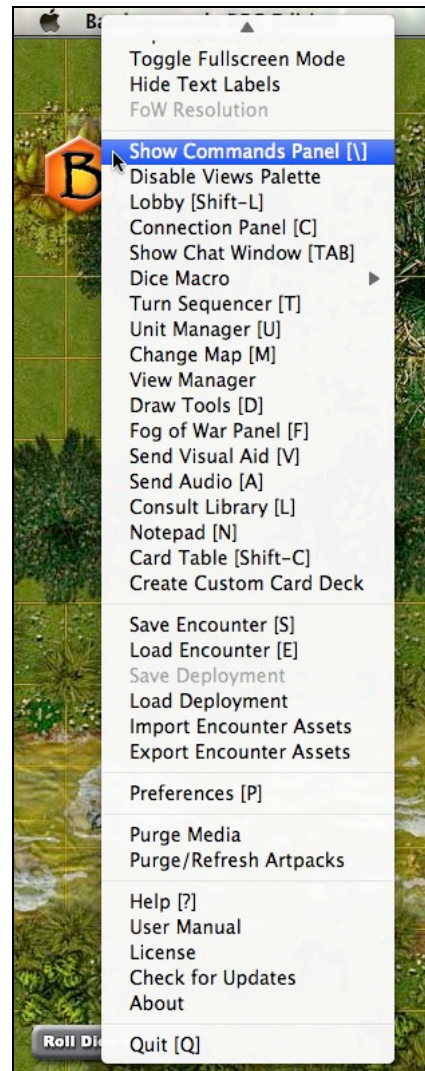 Toggle Fullscreen Mode
Hide Text Labels
FoW Resolution
Show Commands Panel [\]
Disable Views Palette
Lobby [Shift-L]
Connection Panel [C]
Show Chat Window [TAB]
Dice Macro
Turn Sequencer [T]
Unit Manager [U]
Change Map [M]
View Manager
Draw Tools [D]
Fog of War Panel [F]
Send Visual Aid [V]
Send Audio [A]
Consult Library [L]
Notepad [N]
Card Table [Shift-C]
Create Custom Card Deck
Save Encounter [S]
Load Encounter [E]
Save Deployment
Load Deployment
Import Encounter Assets
Export Encounter Assets
Preferences [P]
Purge Media
Purge/Refresh Artpacks
Help [?]
User Manual
License
Check for Updates
About
Roll Di
Quit [Q]